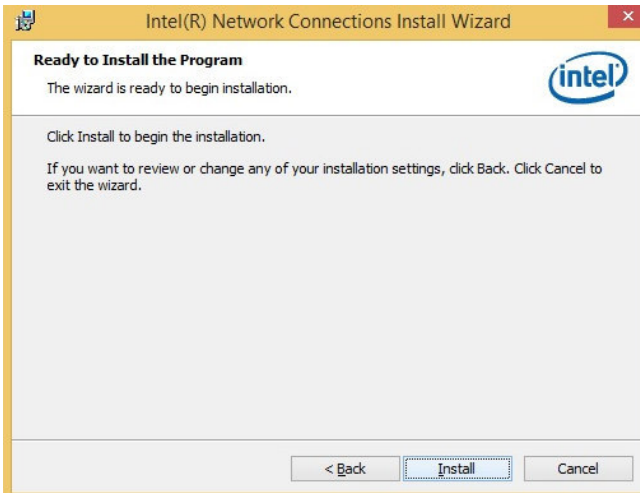 Intel(R) Network Connections Install Wizard
Ready to Install the Program
The wizard is ready to begin installation.
intel
Click Install to begin the installation.
If you want to review or change any of your installation settings, click Back. Click Cancel to
exit the wizard.
< Back
Install
Cancel